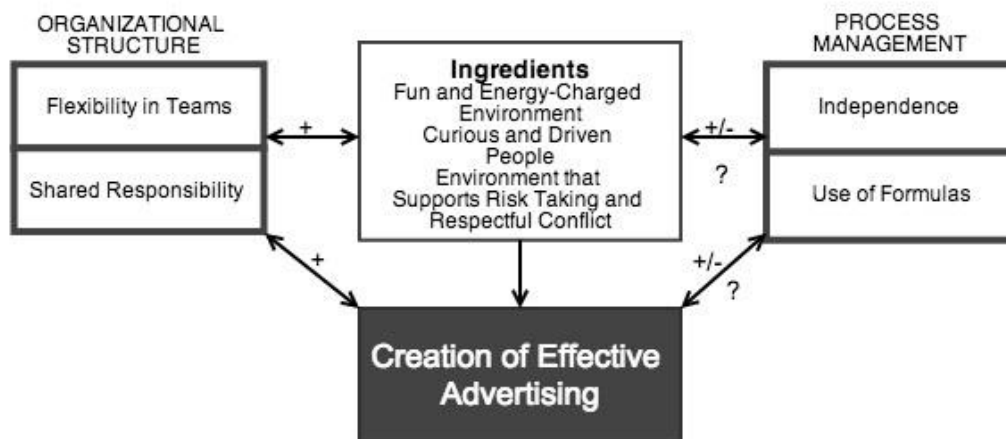 ORGANIZATIONAL
STRUCTURE
Flexibility in Teams
Shared Responsibility
+
+
Ingredients
Fun and Energy-Charged
Environment
Curious and Driven
People
Environment that
Supports Risk Taking and
Respectful Conflict
Creation of Effective
Advertising
+/-
?
+/-
?
PROCESS
MANAGEMENT
Independence
Use of Formulas